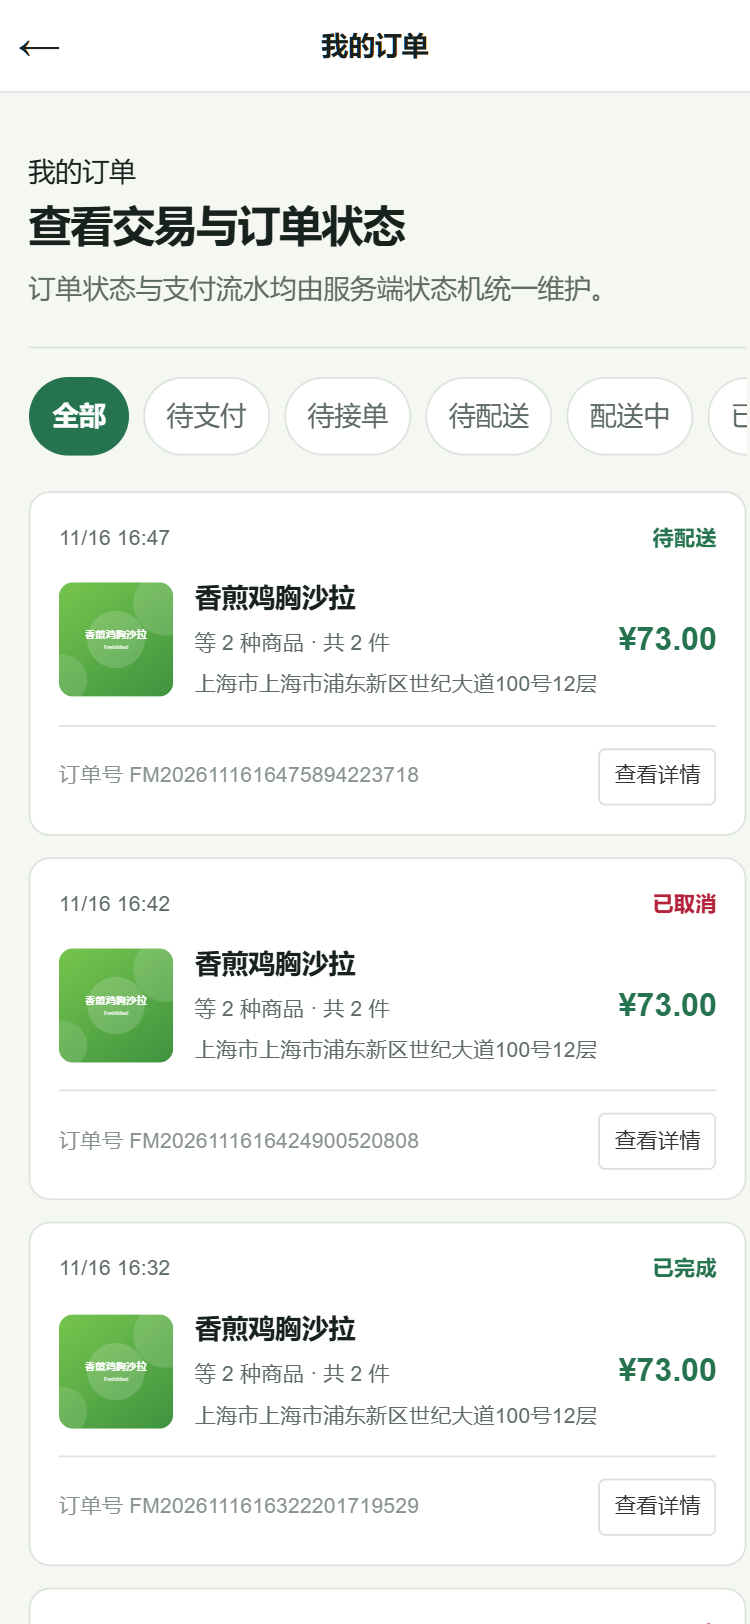 我的订单
我的订单
查看交易与订单状态
订单状态与支付流水均由服务端状态机统一维护。
全部 待支付 待接单 待配送 配送中
11/16 16:47 待配送
香煎鸡胸沙拉
FreshMeal
香煎鸡胸沙拉
等 2 种商品 · 共 2 件
¥73.00
上海市上海市浦东新区世纪大道100号12层
订单号 FM2026111616475894223718 查看详情
11/16 16:42 已取消
香煎鸡胸沙拉
FreshMeal
香煎鸡胸沙拉
等 2 种商品 · 共 2 件
¥73.00
上海市上海市浦东新区世纪大道100号12层
订单号 FM2026111616424900520808 查看详情
11/16 16:32 已完成
香煎鸡胸沙拉
FreshMeal
香煎鸡胸沙拉
等 2 种商品 · 共 2 件
¥73.00
上海市上海市浦东新区世纪大道100号12层
订单号 FM2026111616322201719529 查看详情